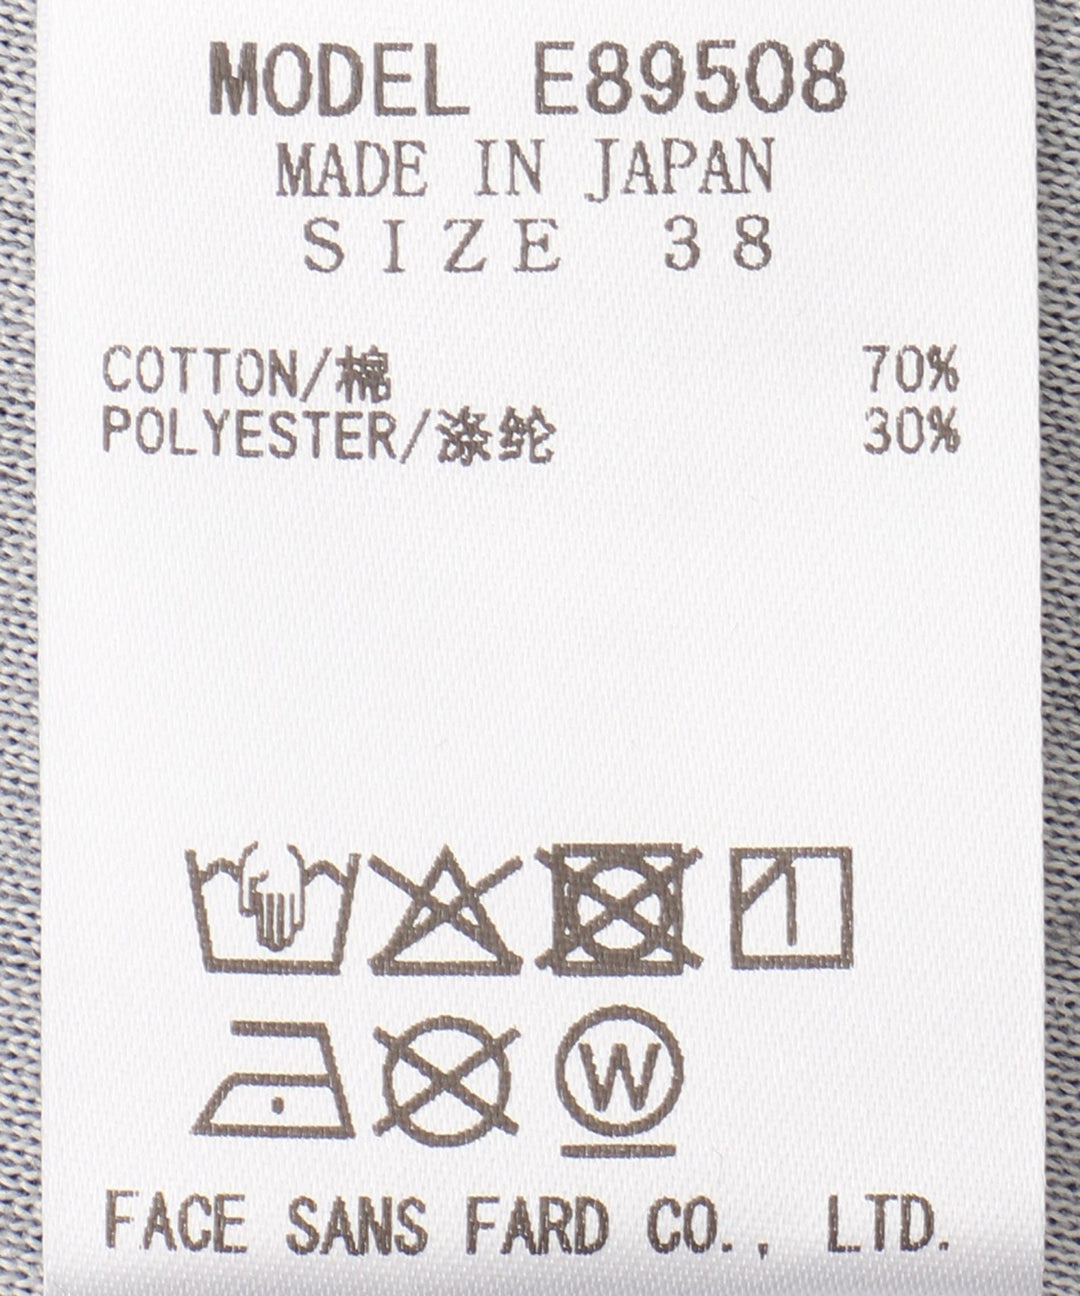 MODEL E89508
MADE IN JAPAN
SIZE 38
COTTON/棉 70%
POLYESTER/涤纶 30%
W
FACE SANS FARD CO., LTD.